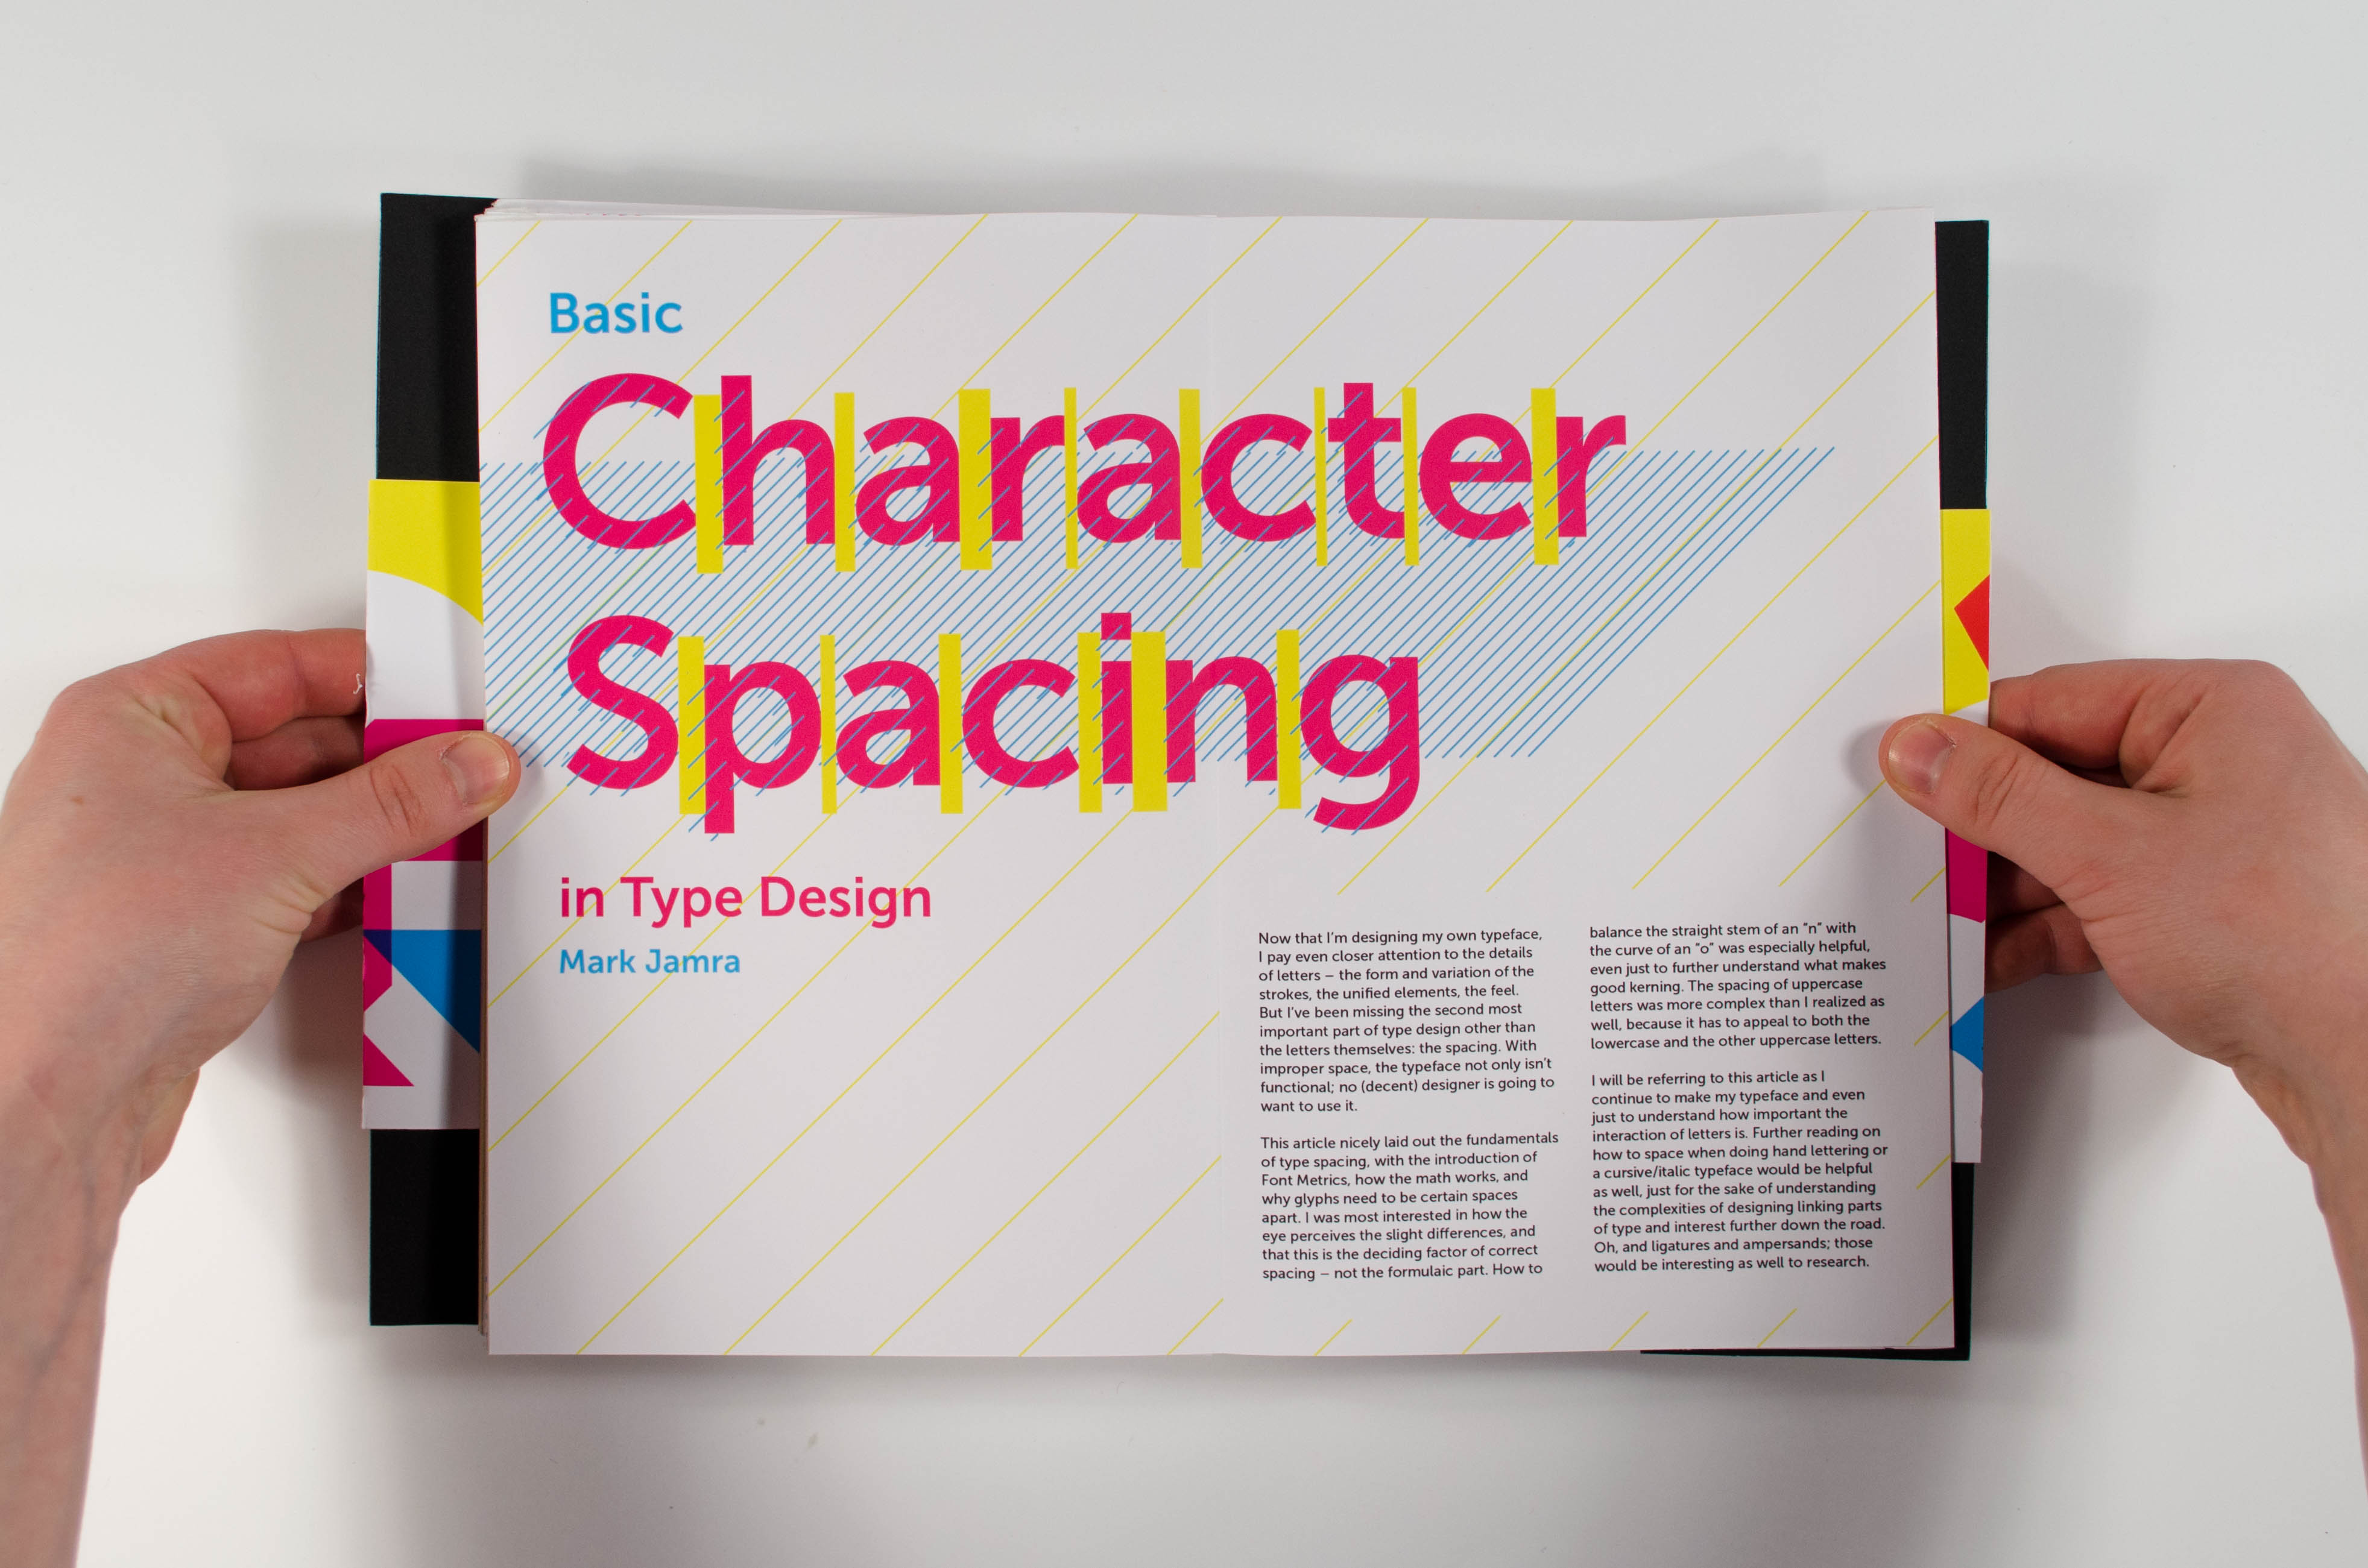 Basic
Character
Spacing
in Type Design
Mark Jamra
Now that I'm designing my own typeface,
I pay even closer attention to the details
of letters – the form and variation of the
strokes, the unified elements, the feel.
But I've been missing the second most
important part of type design other than
the letters themselves: the spacing. With
improper space, the typeface not only isn't
functional; no (decent) designer is going to
want to use it.
This article nicely laid out the fundamentals
of type spacing, with the introduction of
Font Metrics, how the math works, and
why glyphs need to be certain spaces
apart. I was most interested in how the
eye perceives the slight differences, and
that this is the deciding factor of correct
spacing – not the formulaic part. How to
balance the straight stem of an "n" with
the curve of an "o" was especially helpful,
even just to further understand what makes
good kerning. The spacing of uppercase
letters was more complex than I realized as
well, because it has to appeal to both the
lowercase and the other uppercase letters.
I will be referring to this article as I
continue to make my typeface and even
just to understand how important the
interaction of letters is. Further reading on
how to space when doing hand lettering or
a cursive/italic typeface would be helpful
as well, just for the sake of understanding
the complexities of designing linking parts
of type and interest further down the road.
Oh, and ligatures and ampersands; those
would be interesting as well to research.